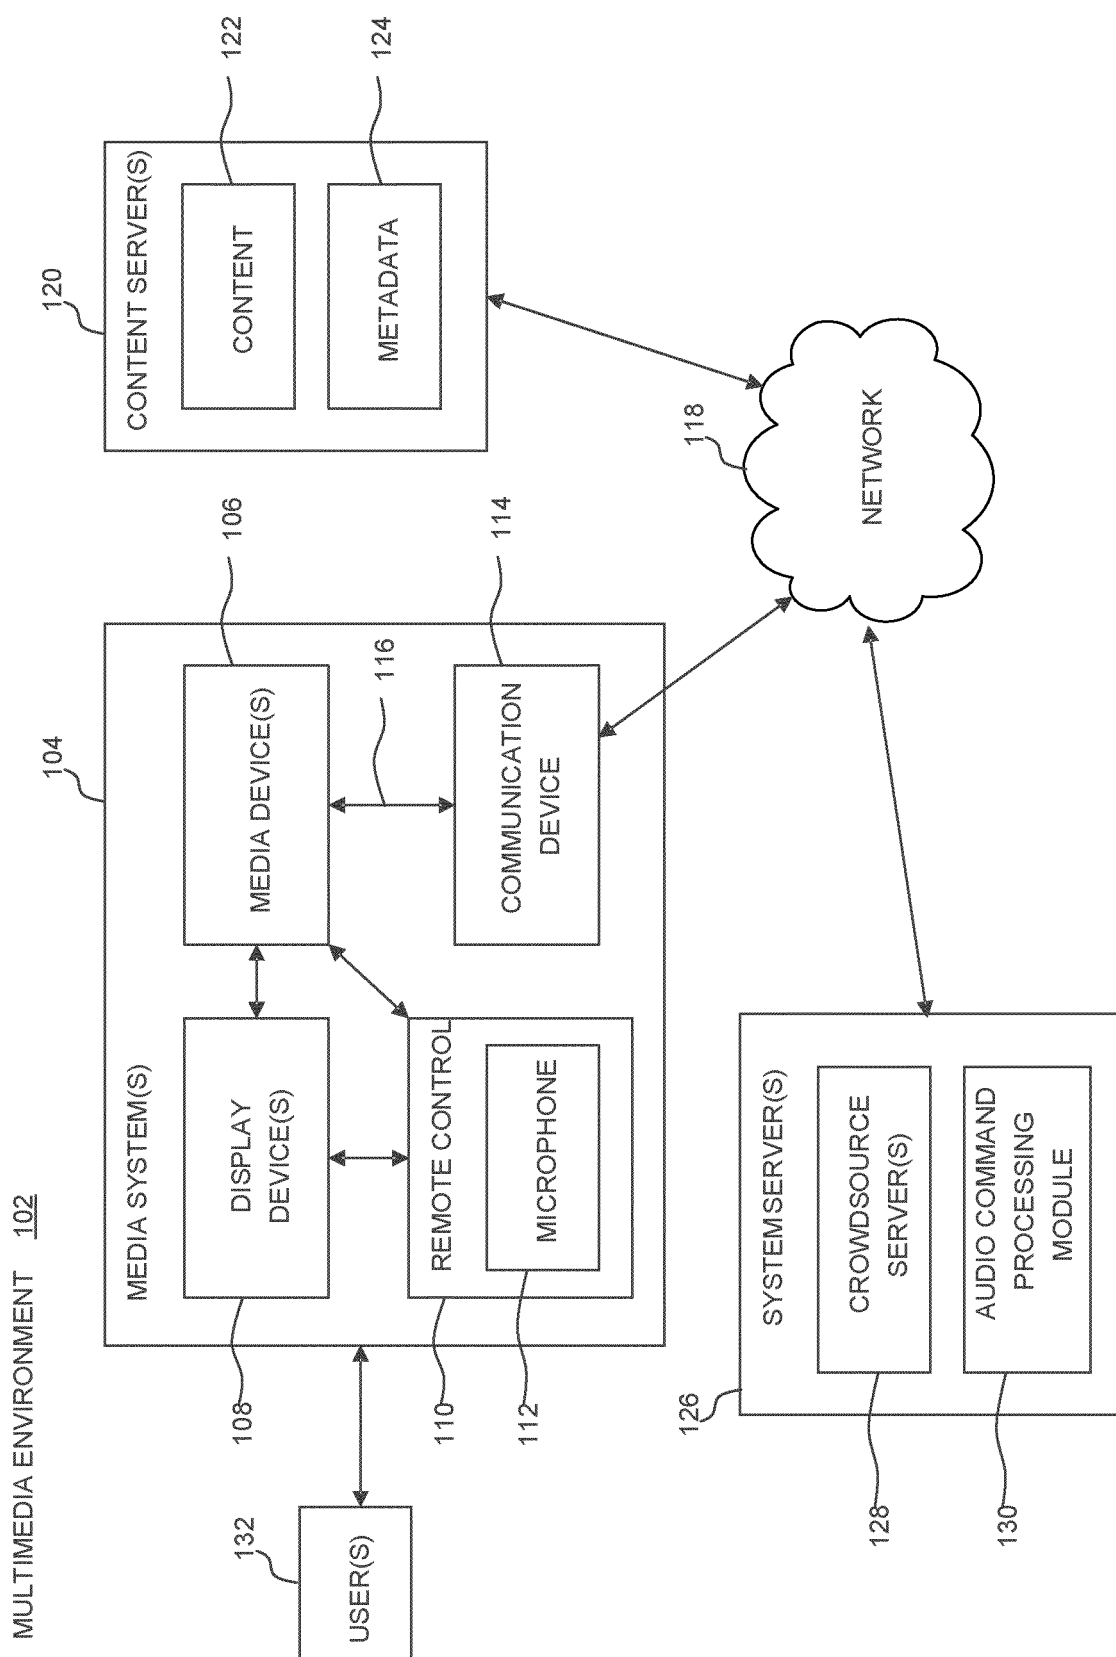 MULTIMEDIA ENVIRONMENT 102
104
MEDIA SYSTEM(S)
108
DISPLAY
DEVICE(S)
106
MEDIA DEVICE(S)
116
110
REMOTE CONTROL
112
MICROPHONE
114
COMMUNICATION
DEVICE
132
USER(S)
120
CONTENT SERVER(S)
122
CONTENT
124
METADATA
118
NETWORK
126
SYSTEM SERVER(S)
128
CROWDSOURCE
SERVER(S)
130
AUDIO COMMAND
PROCESSING
MODULE